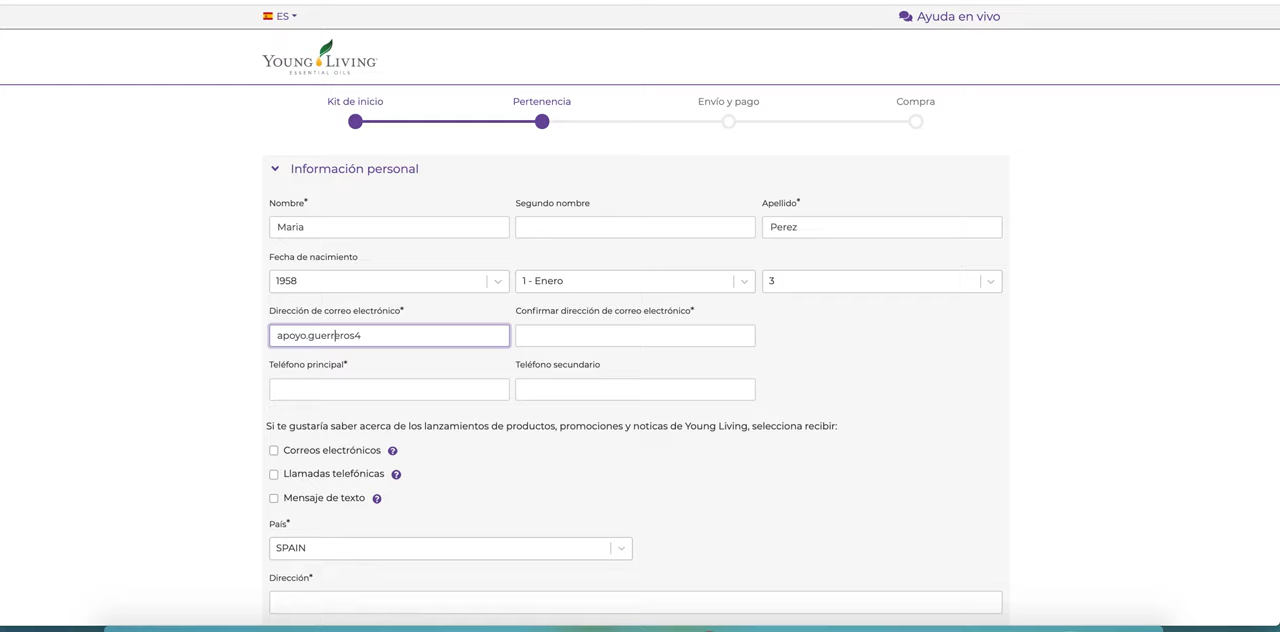 ES
Ayuda en vivo
YOUNG LIVING
ESSENTIAL OILS
Kit de inicio
Pertenencia
Envío y pago
Compra
Información personal
Nombre*
Segundo nombre
Apellido*
Maria
Perez
Fecha de nacimiento
1958
1 - Enero
3
Dirección de correo electrónico*
Confirmar dirección de correo electrónico*
apoyo.guerreros4
Teléfono principal*
Teléfono secundario
Si te gustaría saber acerca de los lanzamientos de productos, promociones y noticas de Young Living, selecciona recibir:
Correos electrónicos ?
Llamadas telefónicas ?
Mensaje de texto ?
País*
SPAIN
Dirección*